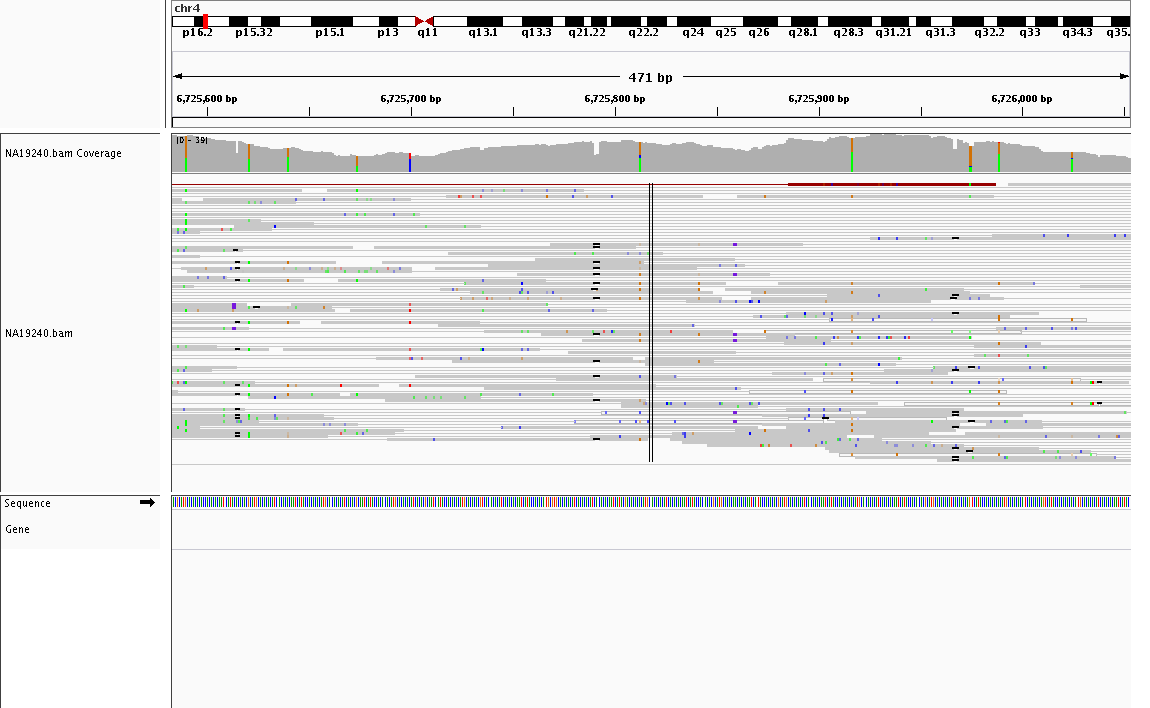 chr4
p16.2 p15.32 p15.1 p13 q11 q13.1 q13.3 q21.22 q22.2 q24 q25 q26 q28.1 q28.3 q31.21 q31.3 q32.2 q33 q34.3 q35.
471 bp
6,725,600 bp 6,725,700 bp 6,725,800 bp 6,725,900 bp 6,726,000 bp
[0 - 39]
NA19240.bam Coverage
NA19240.bam
Sequence
Gene